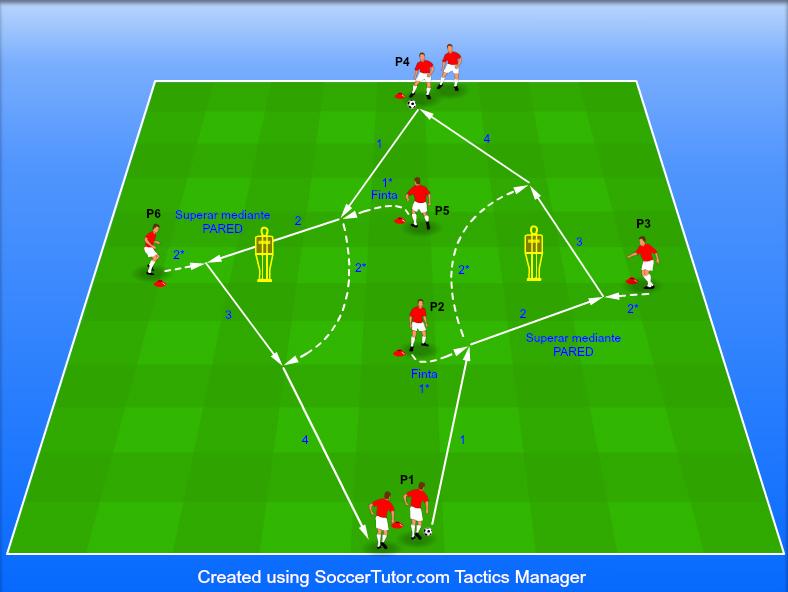 P4
4
1
1*
Finta
P6
P5
P3
Superar mediante
PARED
2
2*
2*
2*
3
2*
P2
3
2
Superar mediante
PARED
Finta
1*
4
1
P1
Created using SoccerTutor.com Tactics Manager